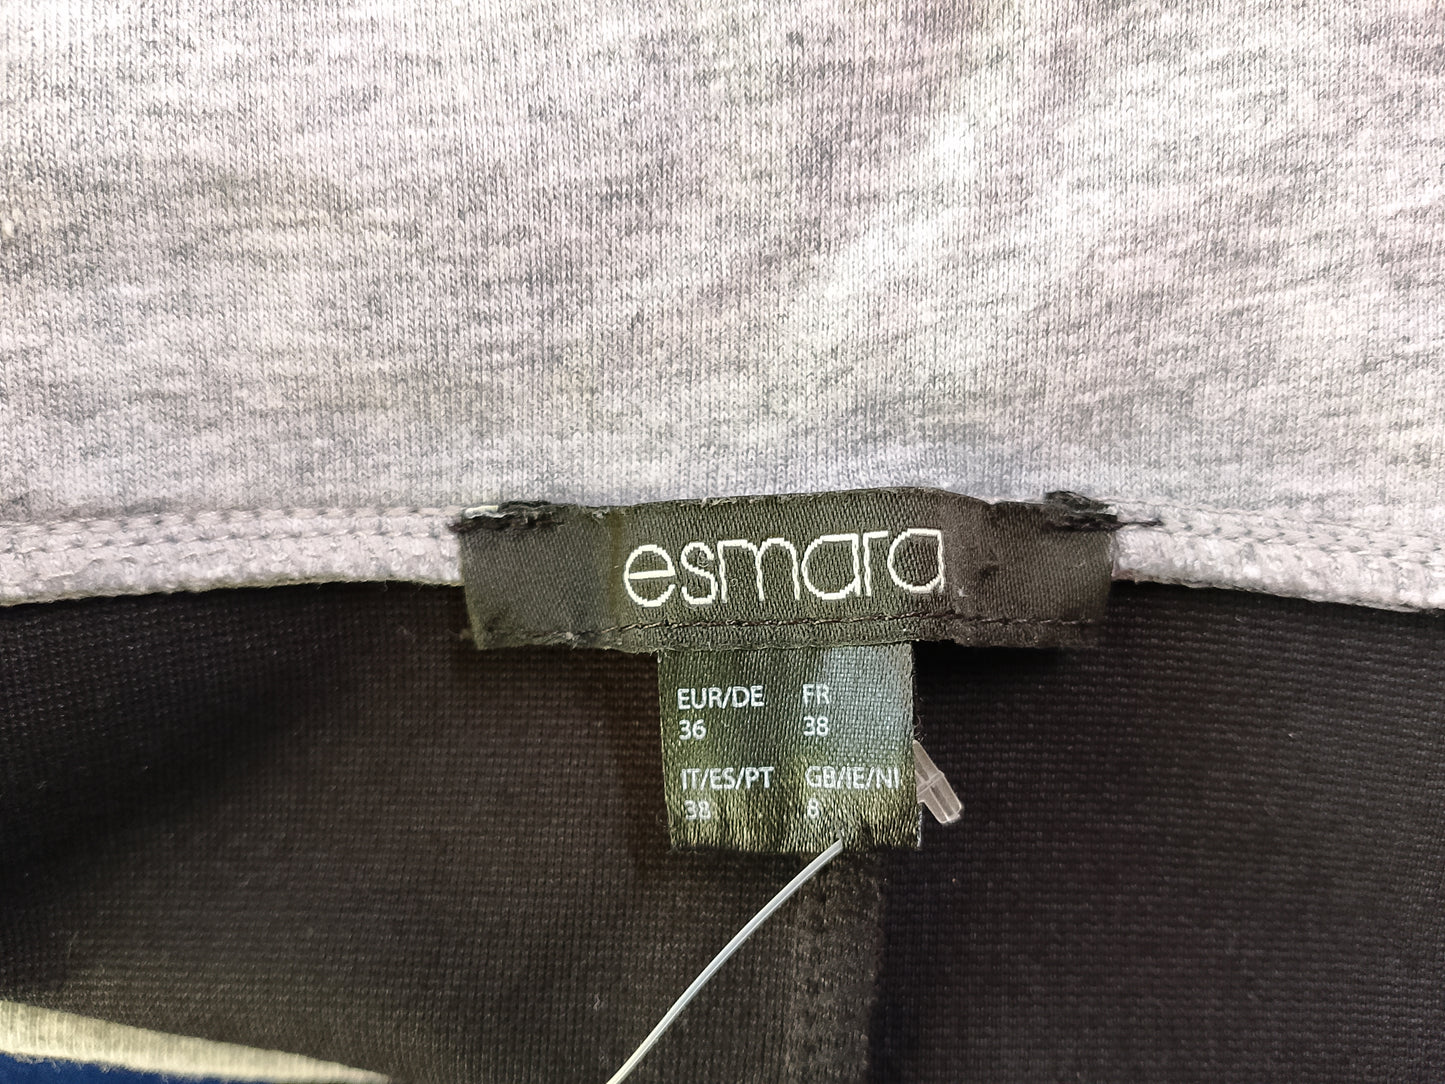 esmara
EUR/DE FR
36 38
IT/ES/PT GB/IE/NI
38 8